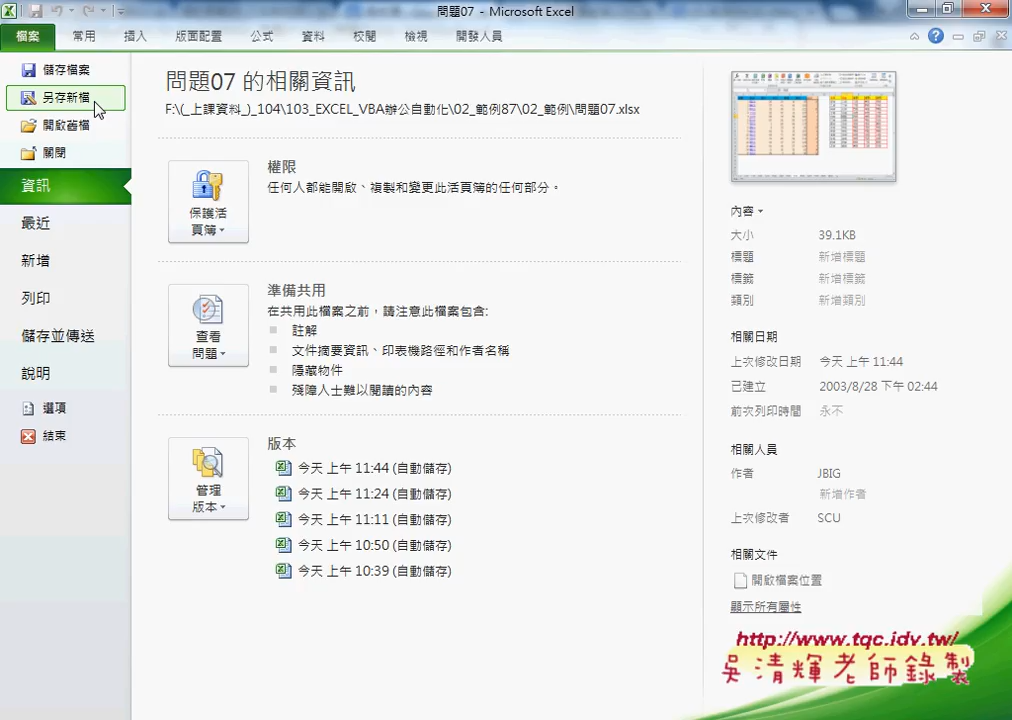 問題07 - Microsoft Excel
檔案 常用 插入 版面配置 公式 資料 校閱 檢視 開發人員
儲存檔案
另存新檔
開啟舊檔
關閉
資訊
最近
新增
列印
儲存並傳送
說明
選項
結束
問題07 的相關資訊
F:\(_上課資料_)_104\103_EXCEL_VBA辦公自動化\02_範例87\02_範例\問題07.xlsx
保護活
頁簿
權限
任何人都能開啟、複製和變更此活頁簿的任何部分。
查看
問題
準備共用
在共用此檔案之前，請注意此檔案包含:
註解
文件摘要資訊、印表機路徑和作者名稱
隱藏物件
殘障人士難以閱讀的內容
管理
版本
版本
今天 上午 11:44 (自動儲存)
今天 上午 11:24 (自動儲存)
今天 上午 11:11 (自動儲存)
今天 上午 10:50 (自動儲存)
今天 上午 10:39 (自動儲存)
內容
大小 39.1KB
標題 新增標題
標籤 新增標籤
類別 新增類別
相關日期
上次修改日期 今天 上午 11:44
已建立 2003/8/28 下午 02:44
前次列印時間 永不
相關人員
作者 JBIG
新增作者
上次修改者 SCU
相關文件
開啟檔案位置
顯示所有屬性
http://www.tqc.idv.tw/
吳清輝老師錄製